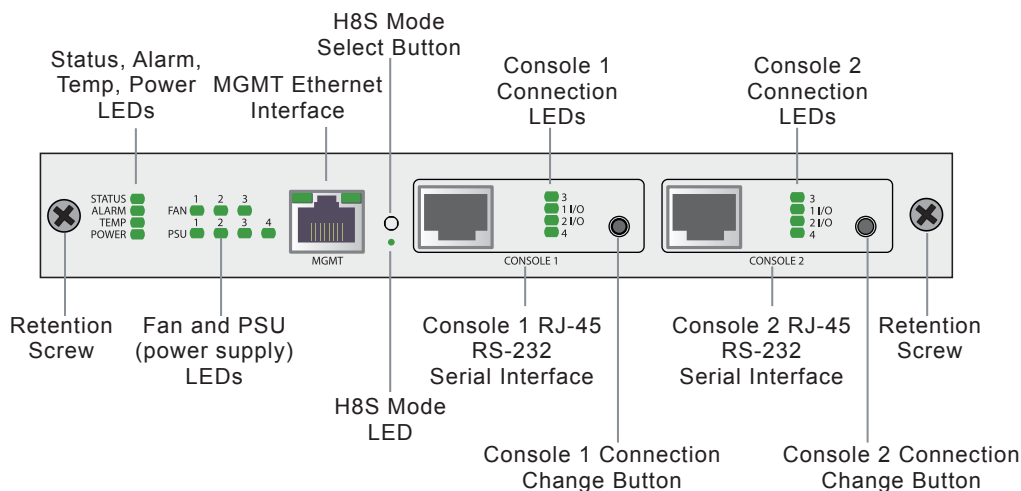 H8S Mode
Select Button
Status, Alarm,
Temp, Power
LEDs
MGMT Ethernet
Interface
Console 1
Connection
LEDs
Console 2
Connection
LEDs
STATUS
ALARM
TEMP
POWER
1 2 3
FAN
1 2 3 4
PSU
MGMT
3
1 I/O
2 I/O
4
CONSOLE 1
3
1 I/O
2 I/O
4
CONSOLE 2
Retention
Screw
Fan and PSU
(power supply)
LEDs
H8S Mode
LED
Console 1 RJ-45
RS-232
Serial Interface
Console 2 RJ-45
RS-232
Serial Interface
Retention
Screw
Console 1 Connection
Change Button
Console 2 Connection
Change Button